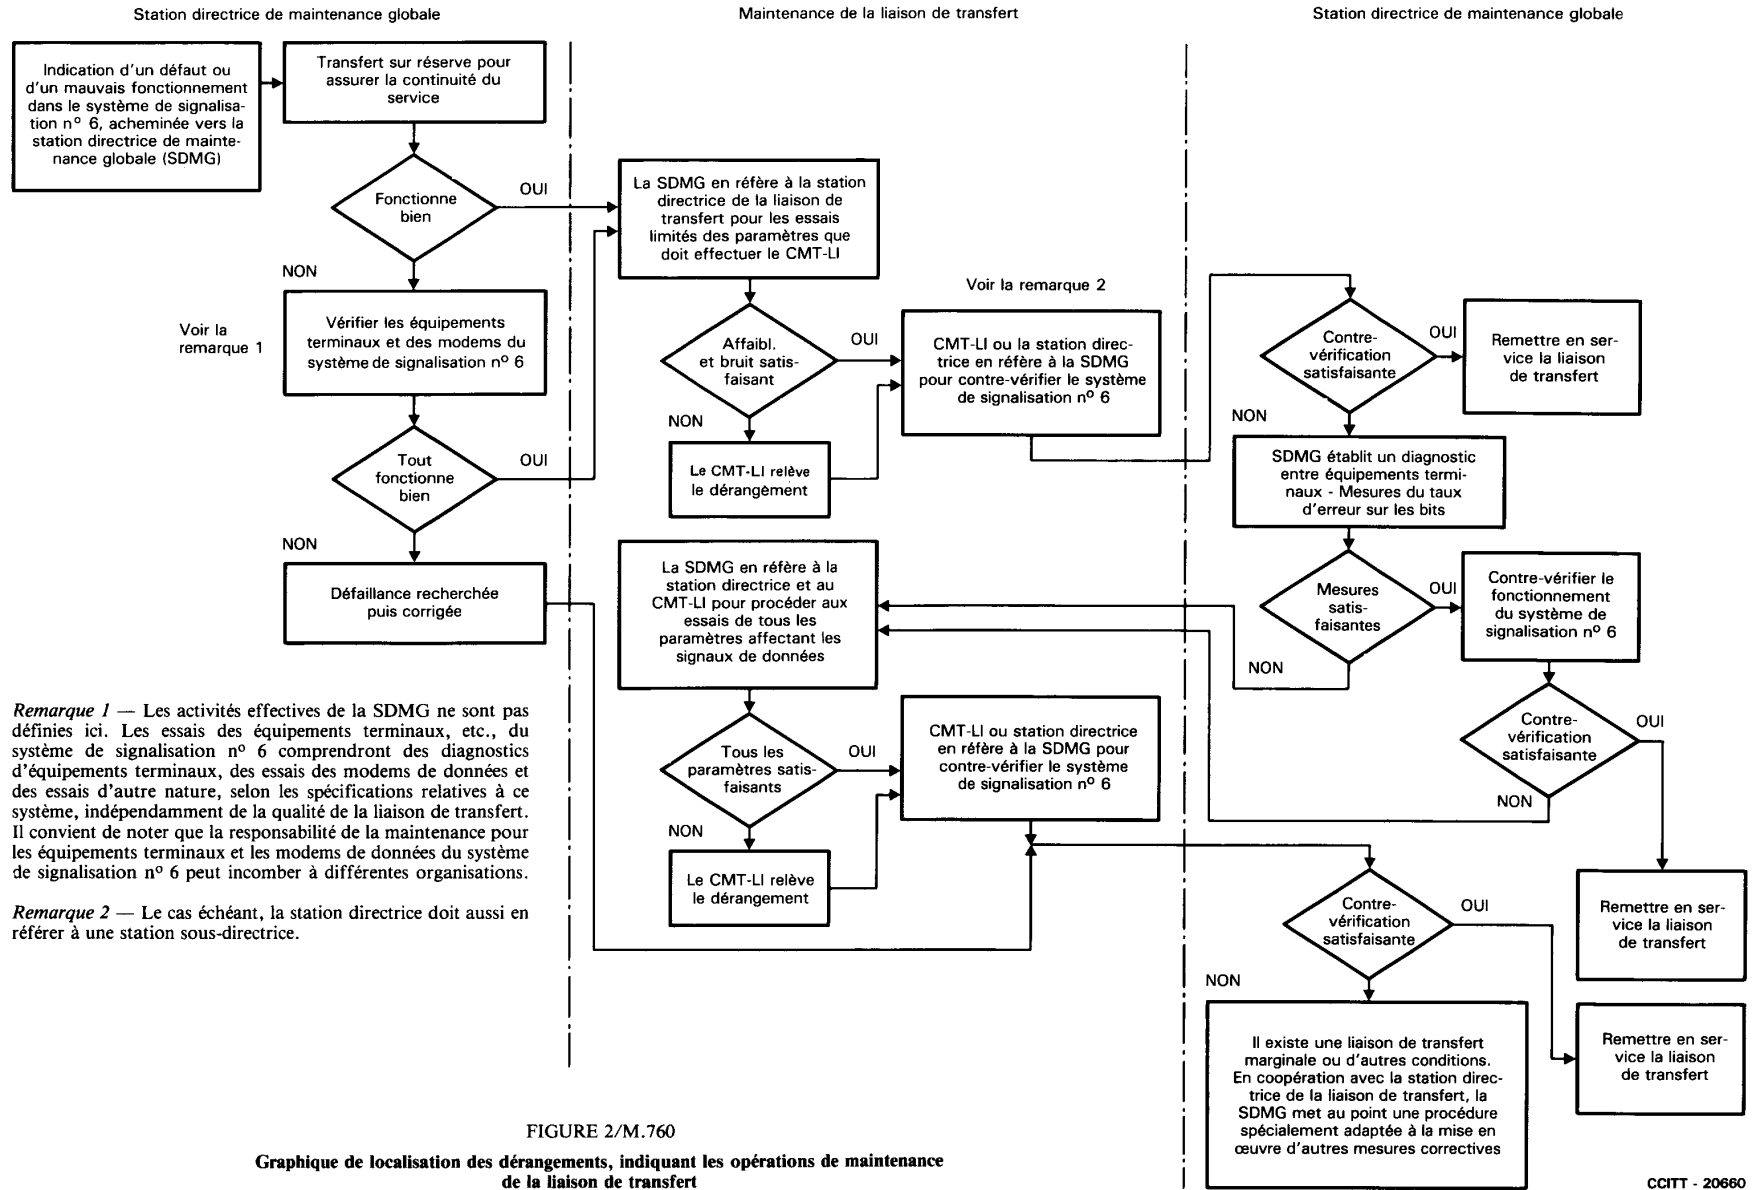 Station directrice de maintenance globale
Maintenance de la liaison de transfert
Station directrice de maintenance globale
Indication d'un défaut ou
d'un mauvais fonctionnement
dans le système de signalisa-
tion nº 6, acheminée vers la
station directrice de mainte-
nance globale (SDMG)
Transfert sur réserve pour
assurer la continuité du
service
Fonctionne
bien
OUI
NON
Voir la
remarque 1
Vérifier les équipements
terminaux et des modems du
système de signalisation nº 6
Tout
fonctionne
bien
OUI
NON
Défaillance recherchée
puis corrigée
La SDMG en réfère à la station
directrice de la liaison de
transfert pour les essais
limités des paramètres que
doit effectuer le CMT-LI
Voir la remarque 2
Affaibl.
et bruit satis-
faisant
OUI
NON
CMT-LI ou la station direc-
trice en réfère à la SDMG
pour contre-vérifier le système
de signalisation nº 6
Le CMT-LI relève
le dérangement
La SDMG en réfère à la
station directrice et au
CMT-LI pour procéder aux
essais de tous les
paramètres affectant les
signaux de données
Tous les
paramètres satis-
faisants
OUI
NON
CMT-LI ou station directrice
en réfère à la SDMG pour
contre-vérifier le système
de signalisation nº 6
Le CMT-LI relève
le dérangement
Contre-
vérification
satisfaisante
OUI
NON
Remettre en ser-
vice la liaison
de transfert
SDMG établit un diagnostic
entre équipements termi-
naux - Mesures du taux
d'erreur sur les bits
Mesures
satis-
faisantes
OUI
NON
Contre-vérifier le
fonctionnement
du système de
signalisation nº 6
Contre-
vérification
satisfaisante
OUI
NON
Remettre en ser-
vice la liaison
de transfert
Contre-
vérification
satisfaisante
OUI
NON
Remettre en ser-
vice la liaison
de transfert
Il existe une liaison de transfert
marginale ou d'autres conditions.
En coopération avec la station direc-
trice de la liaison de transfert, la
SDMG met au point une procédure
spécialement adaptée à la mise en
œuvre d'autres mesures correctives
Remarque 1 — Les activités effectives de la SDMG ne sont pas
définies ici. Les essais des équipements terminaux, etc., du
système de signalisation nº 6 comprendront des diagnostics
d'équipements terminaux, des essais des modems de données et
des essais d'autre nature, selon les spécifications relatives à ce
système, indépendamment de la qualité de la liaison de transfert.
Il convient de noter que la responsabilité de la maintenance pour
les équipements terminaux et les modems de données du système
de signalisation nº 6 peut incomber à différentes organisations.
Remarque 2 — Le cas échéant, la station directrice doit aussi en
référer à une station sous-directrice.
FIGURE 2/M.760
Graphique de localisation des dérangements, indiquant les opérations de maintenance
de la liaison de transfert
CCITT - 20660